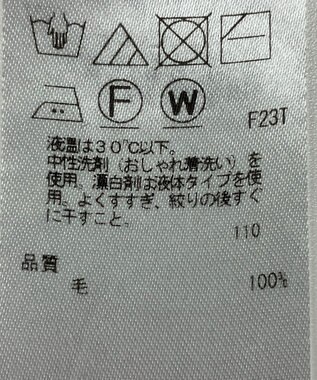 F
W
F23T
液温は30℃以下。
中性洗剤（おしゃれ着洗い）を
使用。漂白剤は液体タイプを使
用。よくすすぎ、絞りの後すぐ
に干すこと。
110
品質
毛 100%